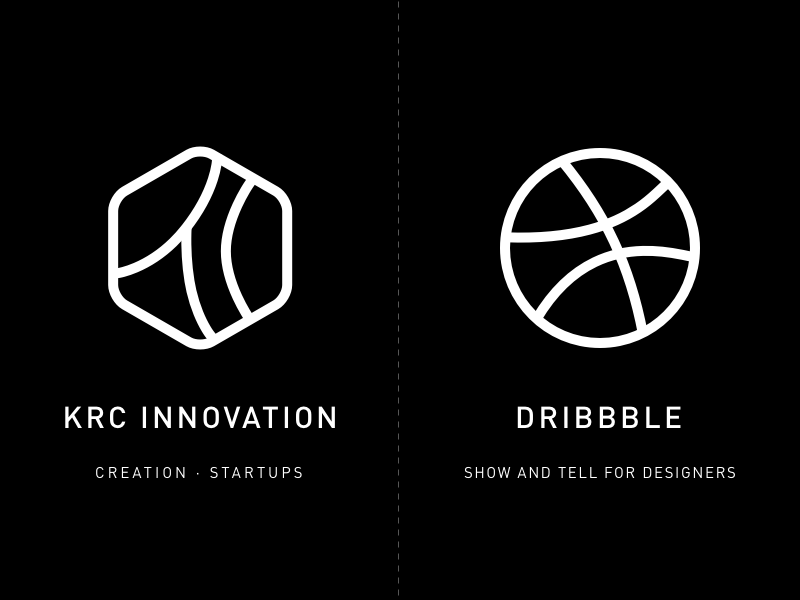 KRC INNOVATION
CREATION · STARTUPS
DRIBBBLE
SHOW AND TELL FOR DESIGNERS